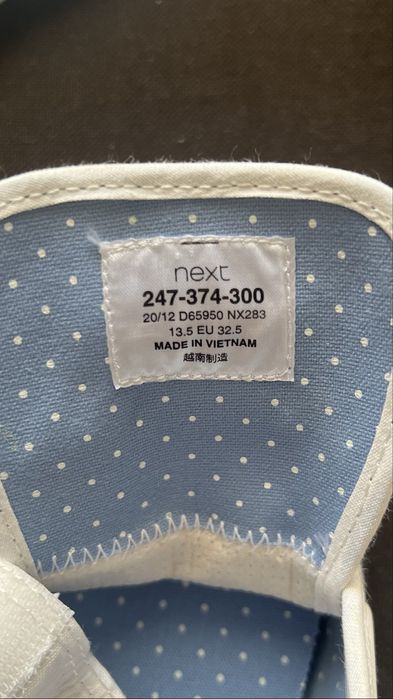 next
247-374-300
20/12 D65950 NX283
13.5 EU 32.5
MADE IN VIETNAM
越南制造